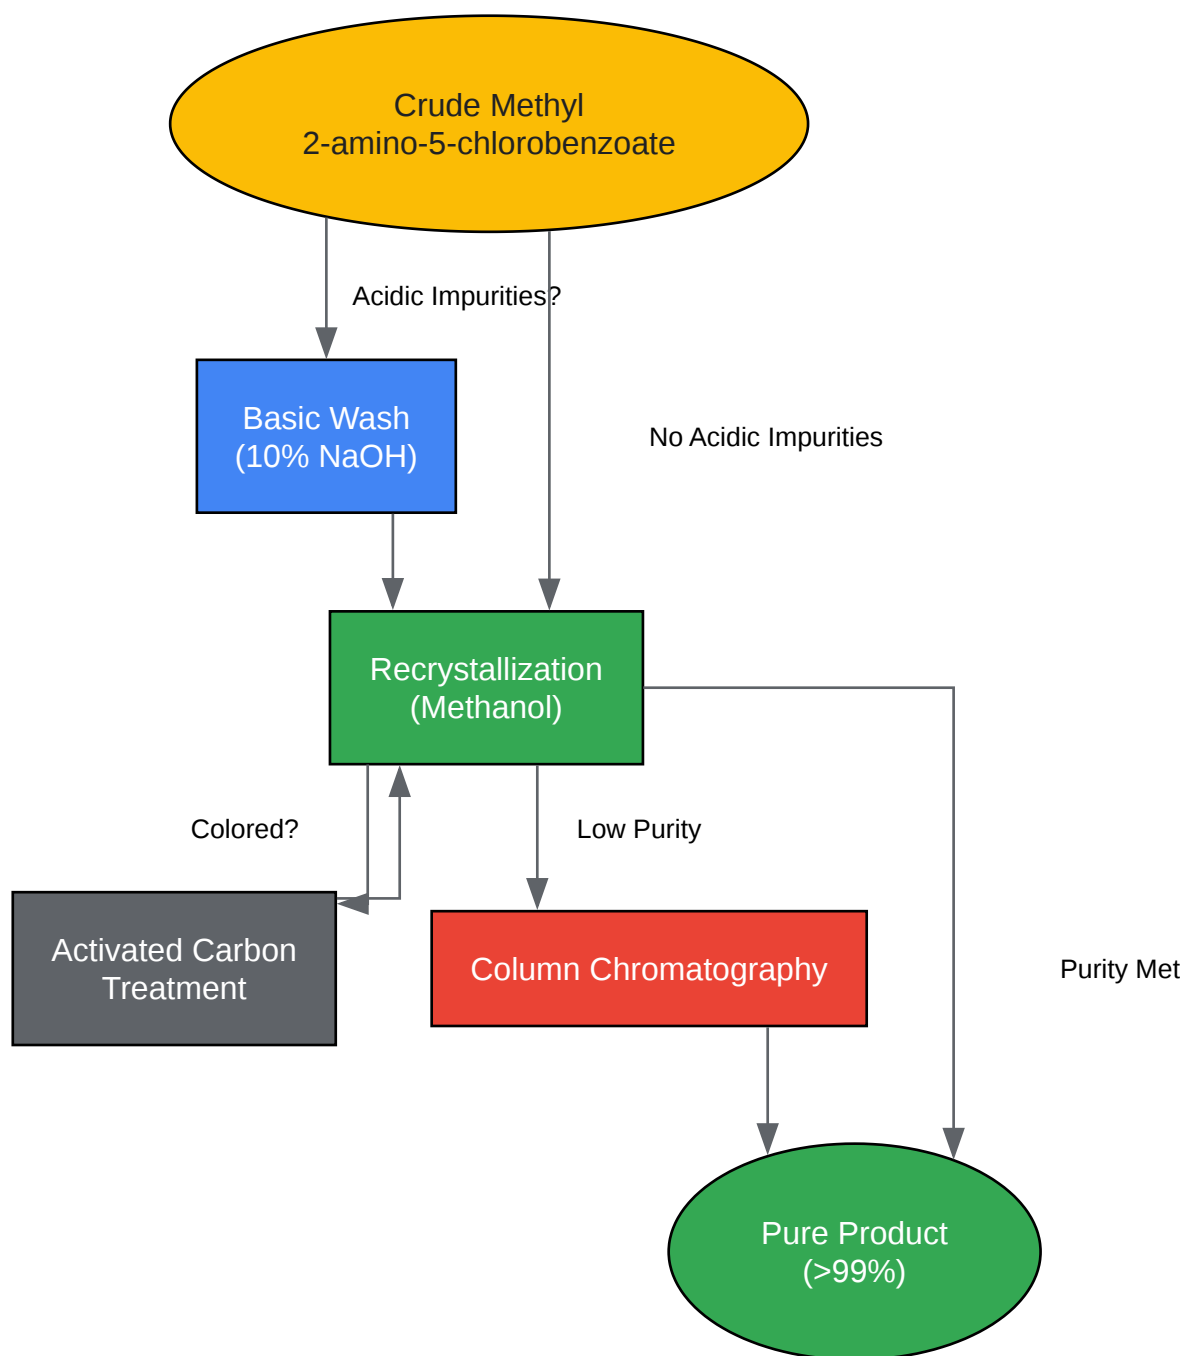 Crude Methyl
2-amino-5-chlorobenzoate
Acidic Impurities?
Basic Wash
(10% NaOH)
No Acidic Impurities
Recrystallization
(Methanol)
Colored?
Low Purity
Activated Carbon
Treatment
Column Chromatography
Purity Met
Pure Product
(>99%)